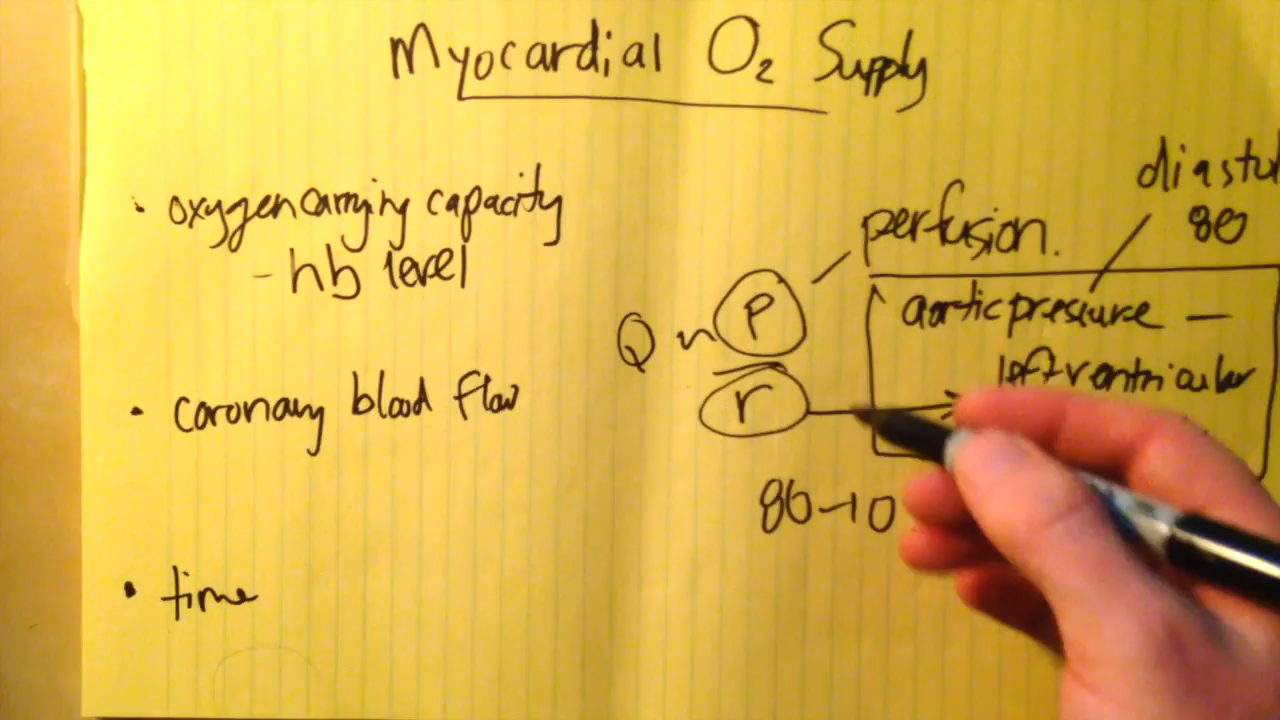 Myocardial O₂ Supply
• oxygen carrying capacity
- hb level
• coronary blood flow
• time
Q ~ P
r
perfusion.
diastol
80
aortic pressure —
left ventricular
80-10